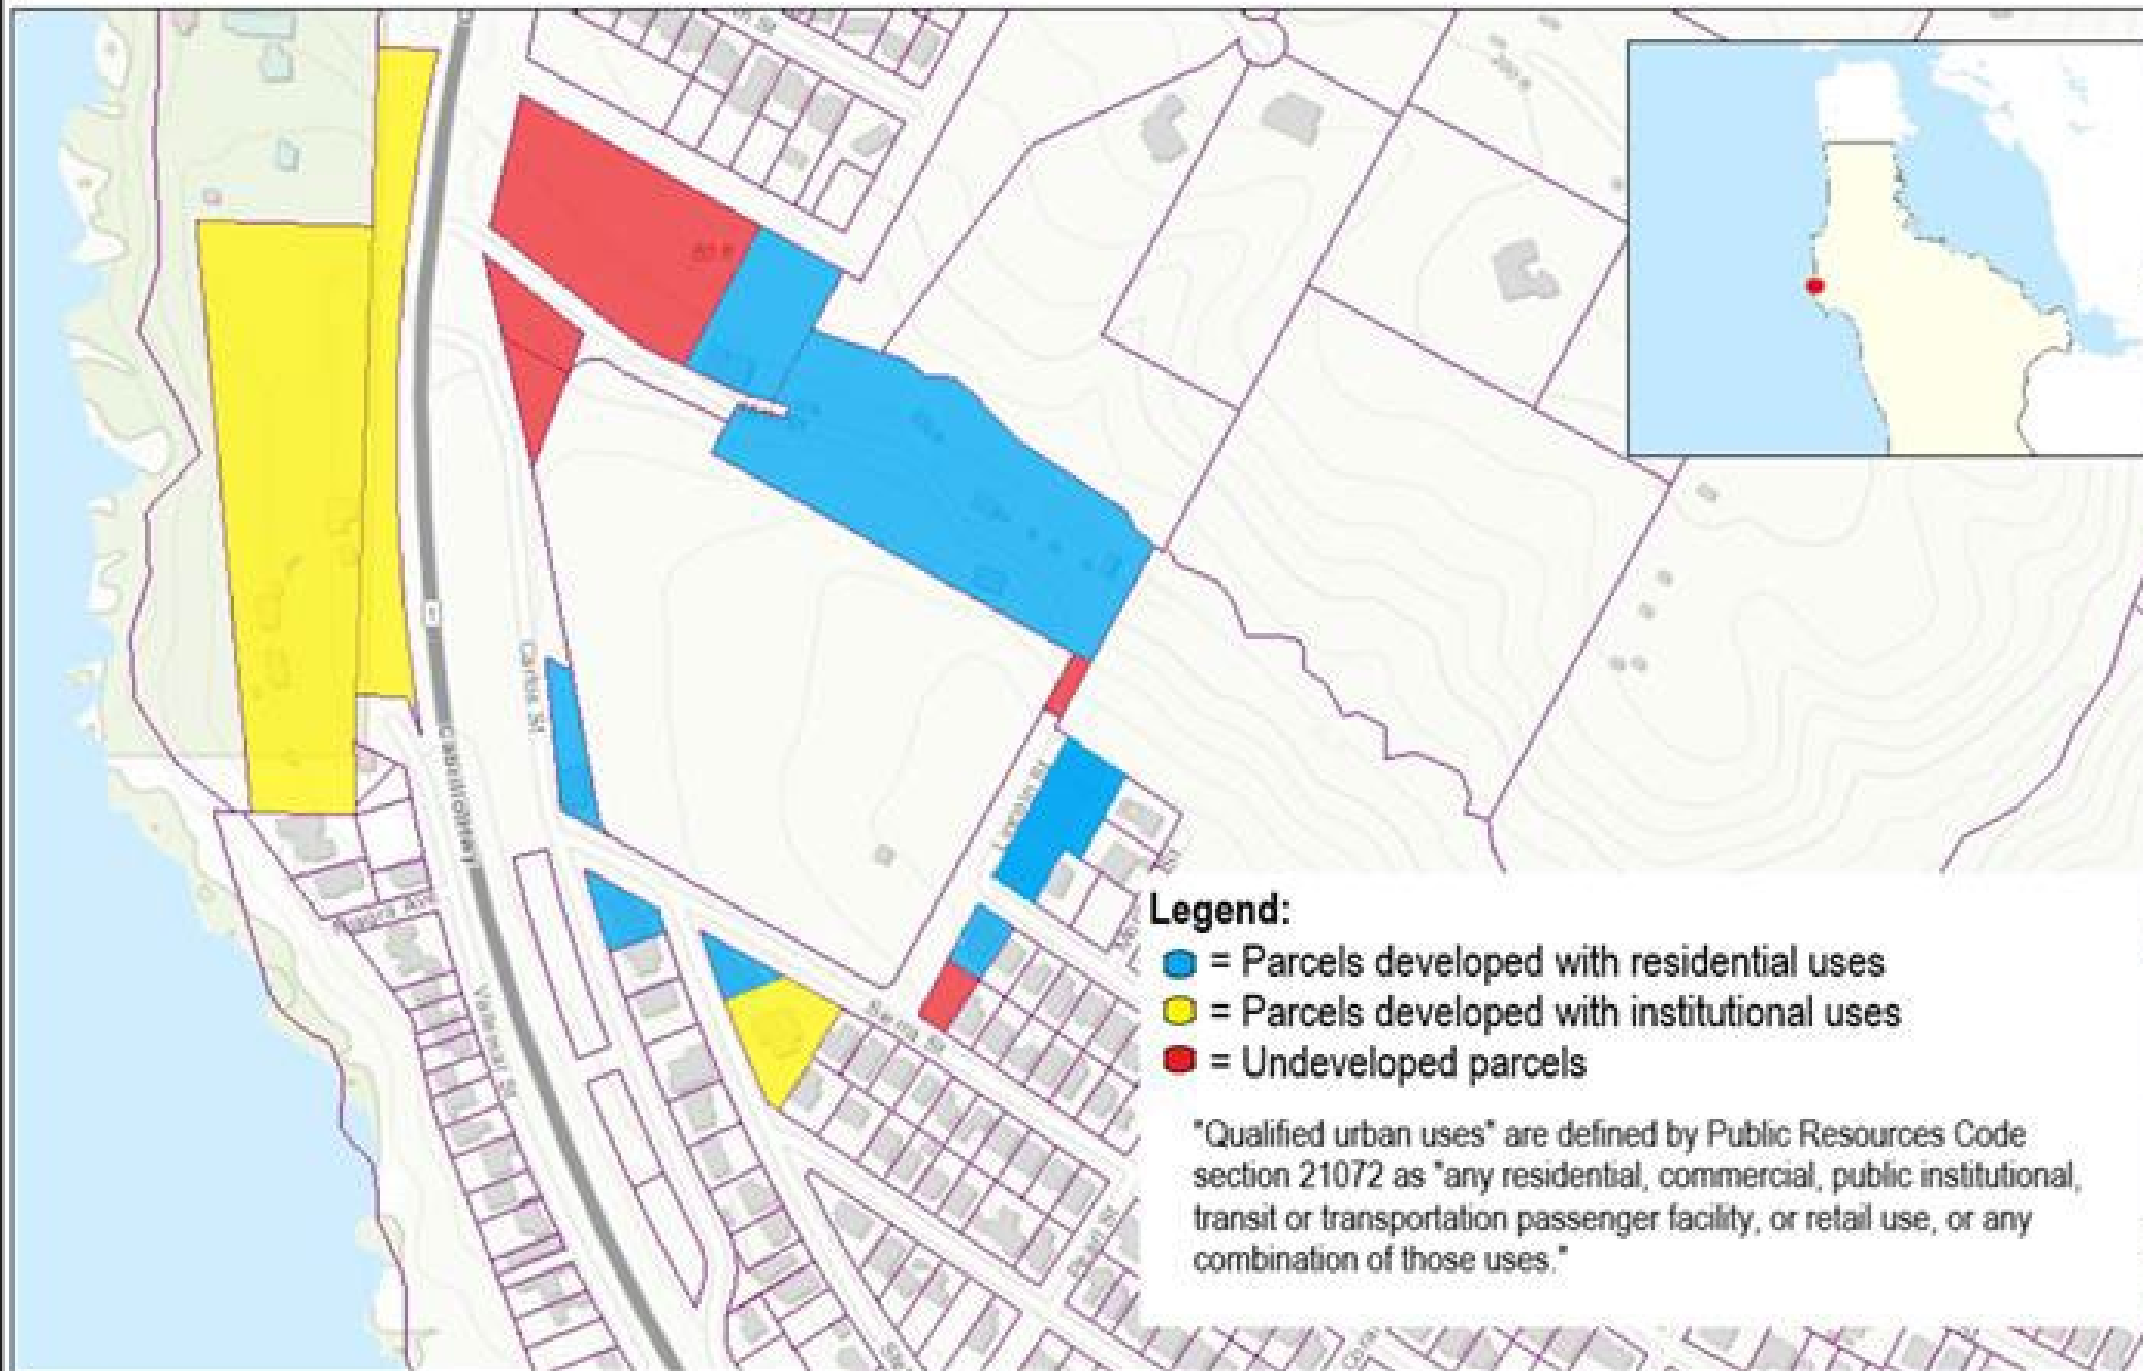 Carlos St.
Legend:
= Parcels developed with residential uses
= Parcels developed with institutional uses
= Undeveloped parcels
"Qualified urban uses" are defined by Public Resources Code
section 21072 as "any residential, commercial, public institutional,
transit or transportation passenger facility, or retail use, or any
combination of those uses."